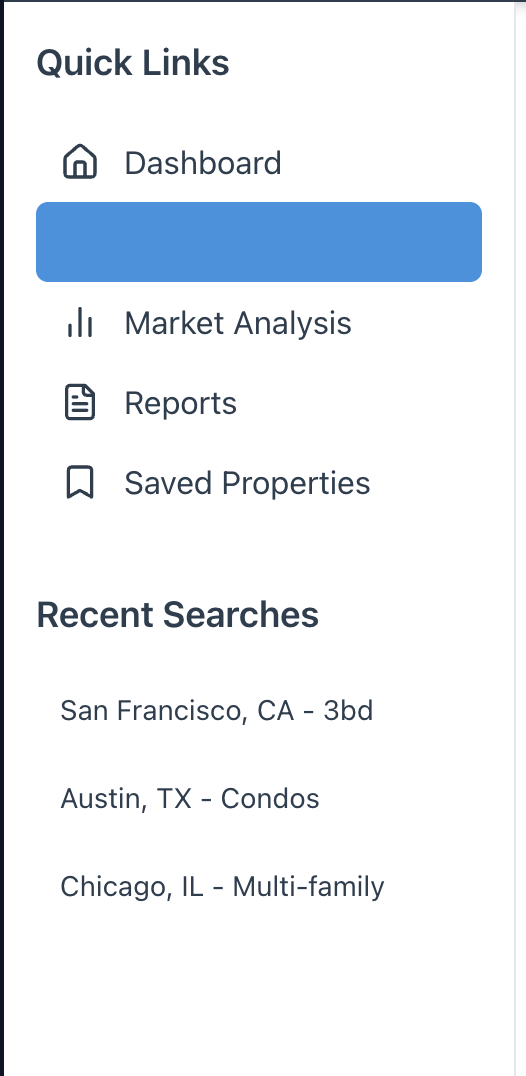 Quick Links
Dashboard
Market Analysis
Reports
Saved Properties
Recent Searches
San Francisco, CA - 3bd
Austin, TX - Condos
Chicago, IL - Multi-family